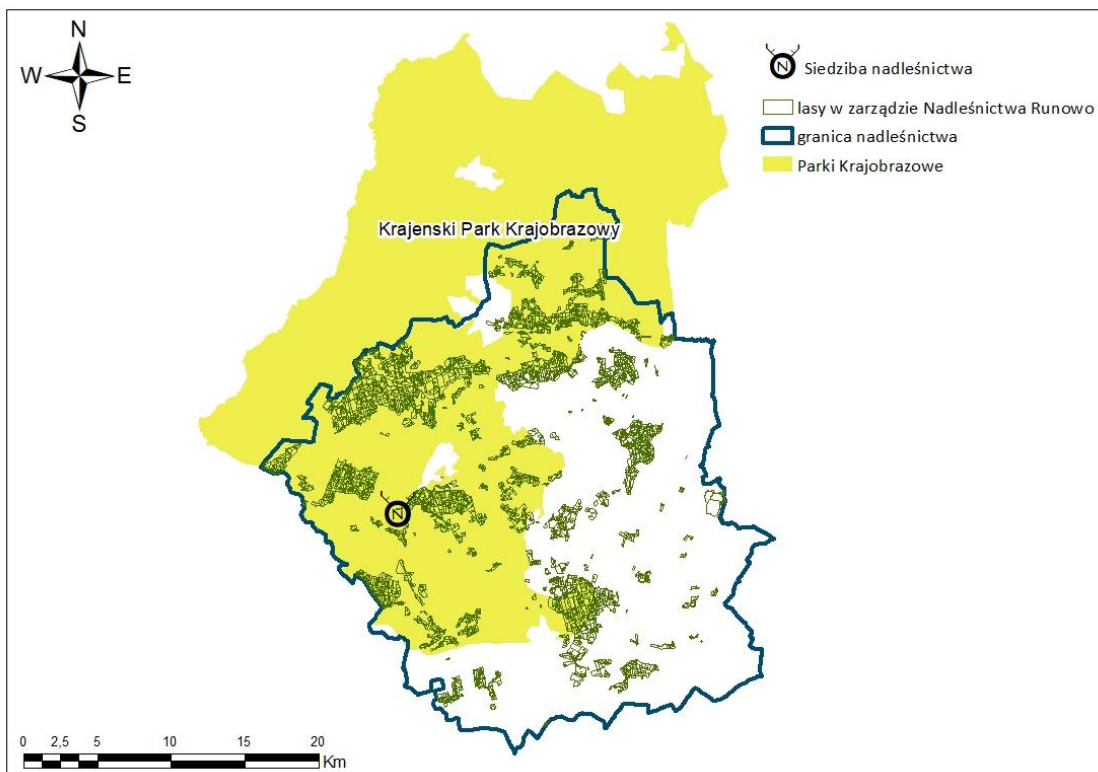 N
W E
S
Siedziba nadleśnictwa
lasy w zarządzie Nadleśnictwa Runowo
granica nadleśnictwa
Parki Krajobrazowe
Krajenski Park Krajobrazowy
N
N
0 2,5 5 10 15 20
Km